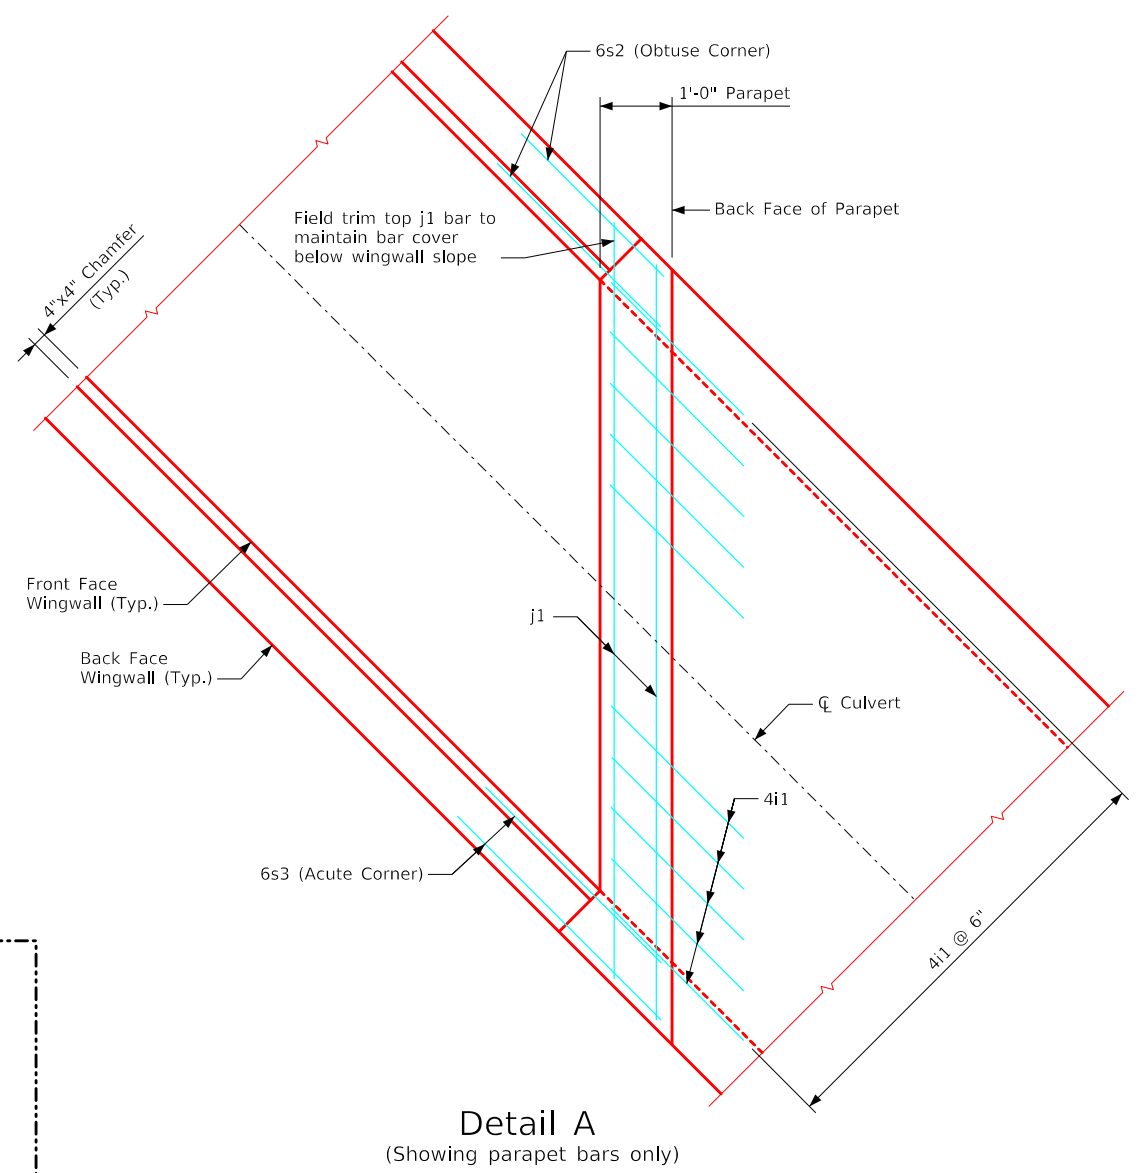 6s2 (Obtuse Corner)
1'-0" Parapet
Back Face of Parapet
Field trim top j1 bar to
maintain bar cover
below wingwall slope
4"x4" Chamfer
(Typ.)
Front Face
Wingwall (Typ.)
Back Face
Wingwall (Typ.)
j1
℄ Culvert
4i1
6s3 (Acute Corner)
4i1 @ 6"
Detail A
(Showing parapet bars only)